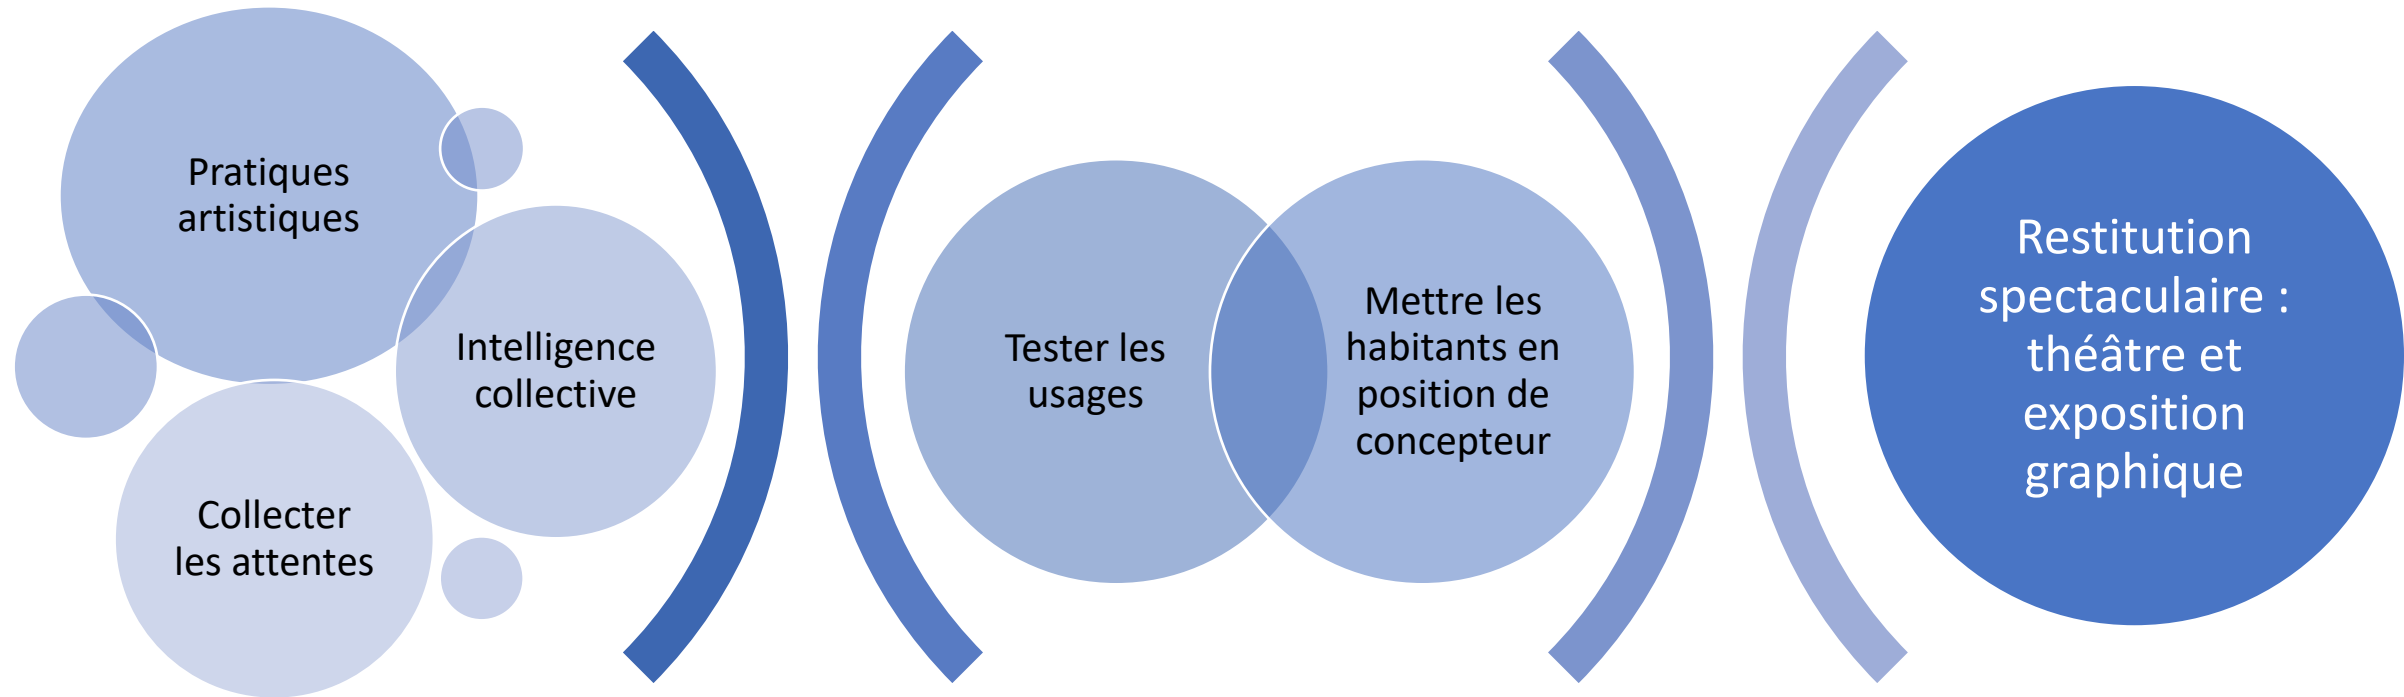 Pratiques
artistiques
Intelligence
collective
Collecter
les attentes
Tester les
usages
Mettre les
habitants en
position de
concepteur
Restitution
spectaculaire :
théâtre et
exposition
graphique